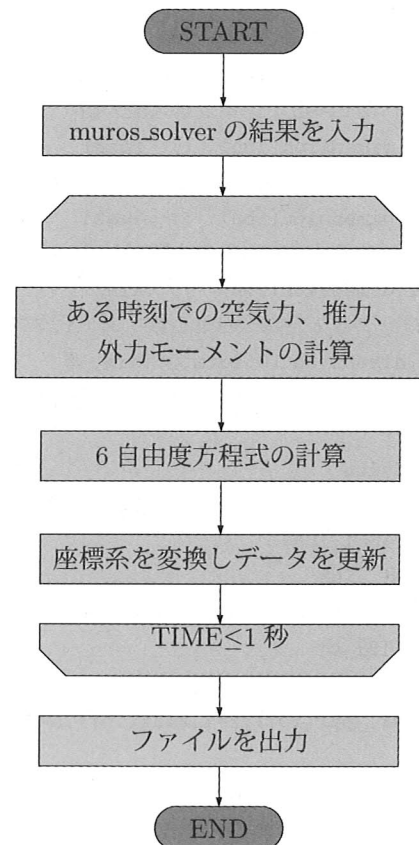 START
muros_solver の結果を入力
ある時刻での空気力、推力、
外力モーメントの計算
6 自由度方程式の計算
座標系を変換しデータを更新
TIME≤1 秒
ファイルを出力
END